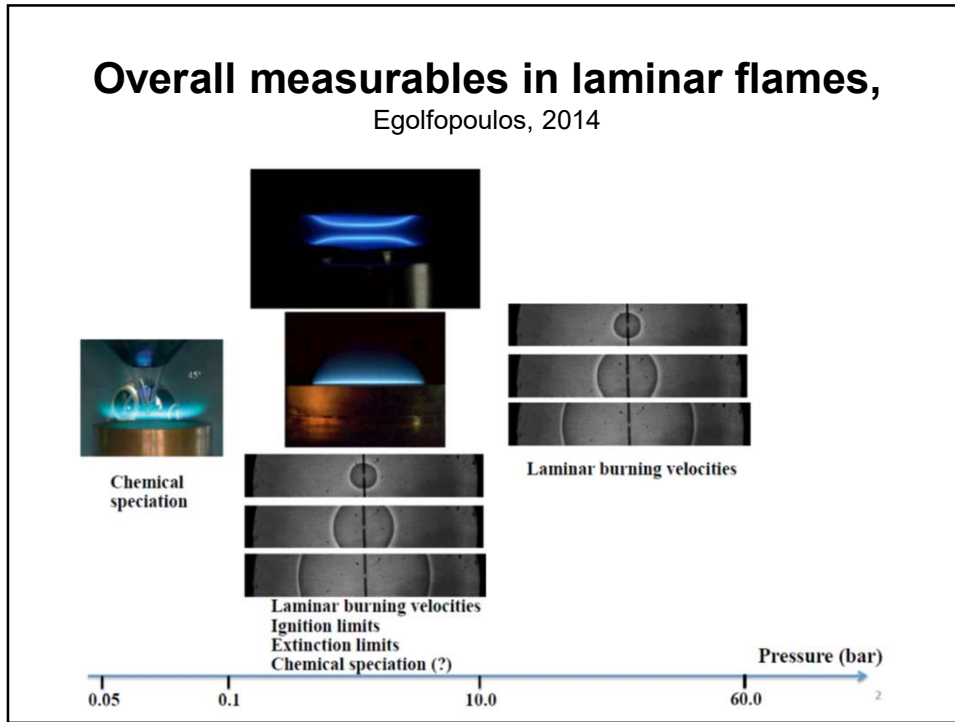 Overall measurables in laminar flames,
Egolfopoulos, 2014
45°
Chemical
speciation
Laminar burning velocities
Laminar burning velocities
Ignition limits
Extinction limits
Chemical speciation (?)
Pressure (bar)
0.05
0.1
10.0
60.0
2